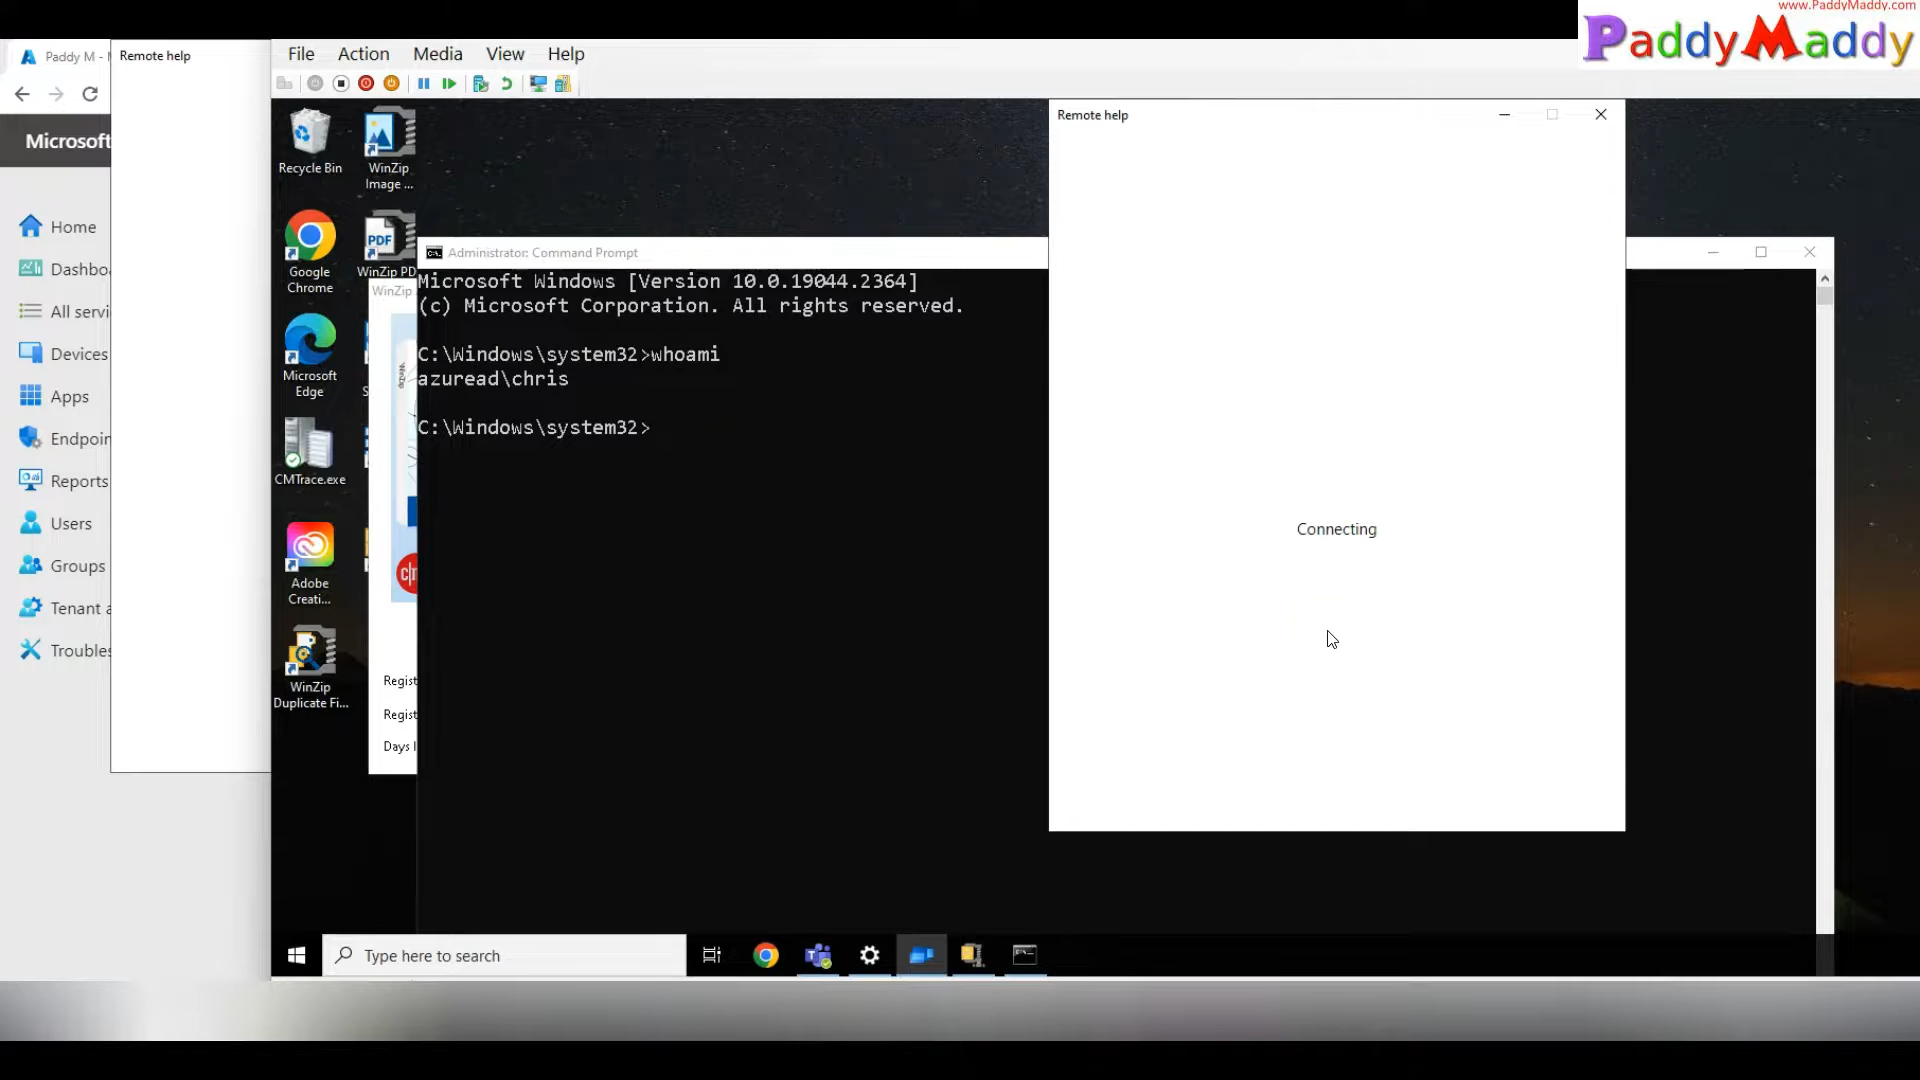 www.PaddyMaddy.com
PaddyMaddy
Paddy M -
Remote help
File Action Media View Help
Microsoft
Home
Dashbo
All servi
Devices
Apps
Endpoin
Reports
Users
Groups
Tenant a
Troubles
Recycle Bin
WinZip Image ...
Google Chrome
PDF
WinZip PD
WinZip
Microsoft Edge
CMTrace.exe
Adobe Creati...
WinZip Duplicate Fi...
Regist
Regist
Days l
Administrator: Command Prompt
Microsoft Windows [Version 10.0.19044.2364]
(c) Microsoft Corporation. All rights reserved.
C:\Windows\system32>whoami
azuread\chris
C:\Windows\system32>
Remote help
Connecting
Type here to search